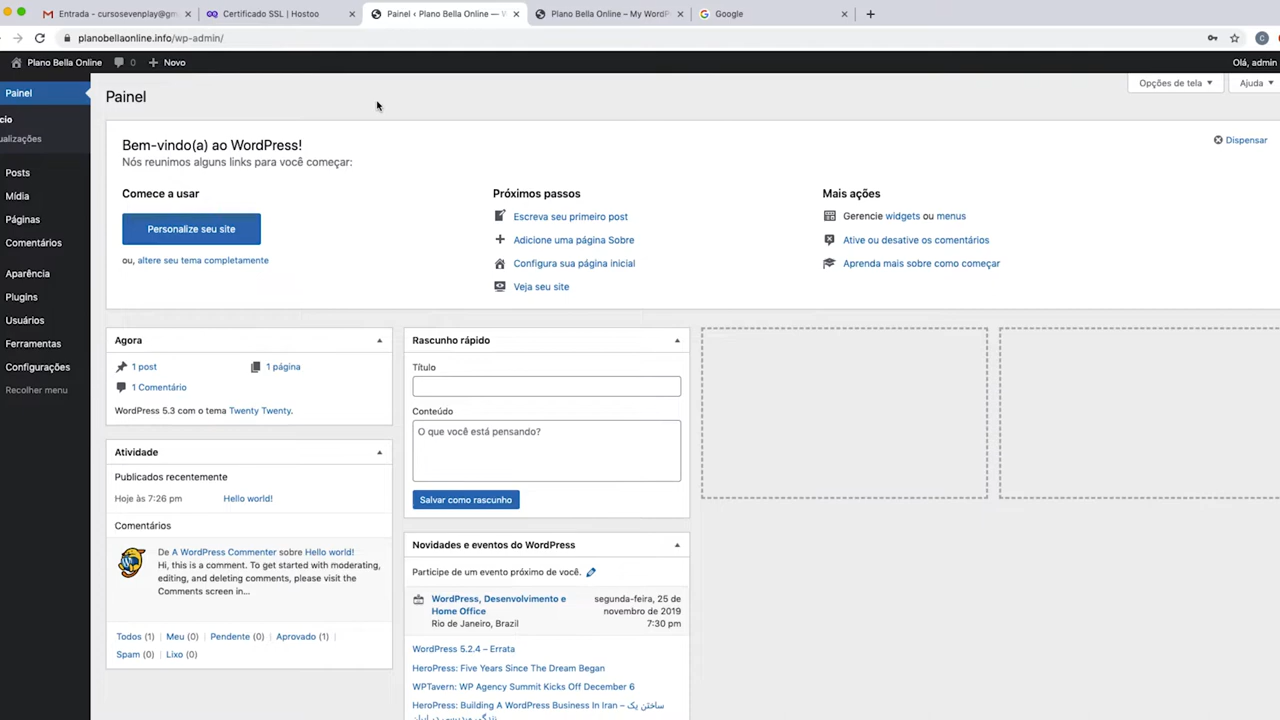 Entrada - cursosevenplay@gm
Certificado SSL | Hostoo
Painel ‹ Plano Bella Online — W
Plano Bella Online – My WordP
Google
planobellaonline.info/wp-admin/
Plano Bella Online
0
Novo
Olá, admin
Painel
cio
ualizações
Posts
Mídia
Páginas
Comentários
Aparência
Plugins
Usuários
Ferramentas
Configurações
Recolher menu
Painel
Opções de tela
Ajuda
Bem-vindo(a) ao WordPress!
Nós reunimos alguns links para você começar:
Dispensar
Comece a usar
Personalize seu site
ou, altere seu tema completamente
Próximos passos
Escreva seu primeiro post
Adicione uma página Sobre
Configura sua página inicial
Veja seu site
Mais ações
Gerencie widgets ou menus
Ative ou desative os comentários
Aprenda mais sobre como começar
Agora
1 post
1 página
1 Comentário
WordPress 5.3 com o tema Twenty Twenty.
Atividade
Publicados recentemente
Hoje às 7:26 pm
Hello world!
Comentários
De A WordPress Commenter sobre Hello world!
Hi, this is a comment. To get started with moderating,
editing, and deleting comments, please visit the
Comments screen in...
Todos (1) | Meu (0) | Pendente (0) | Aprovado (1) |
Spam (0) | Lixo (0)
Rascunho rápido
Título
Conteúdo
O que você está pensando?
Salvar como rascunho
Novidades e eventos do WordPress
Participe de um evento próximo de você.
WordPress, Desenvolvimento e
Home Office
Rio de Janeiro, Brazil
segunda-feira, 25 de
novembro de 2019
7:30 pm
WordPress 5.2.4 – Errata
HeroPress: Five Years Since The Dream Began
WPTavern: WP Agency Summit Kicks Off December 6
HeroPress: Building A WordPress Business In Iran – ساختن یک